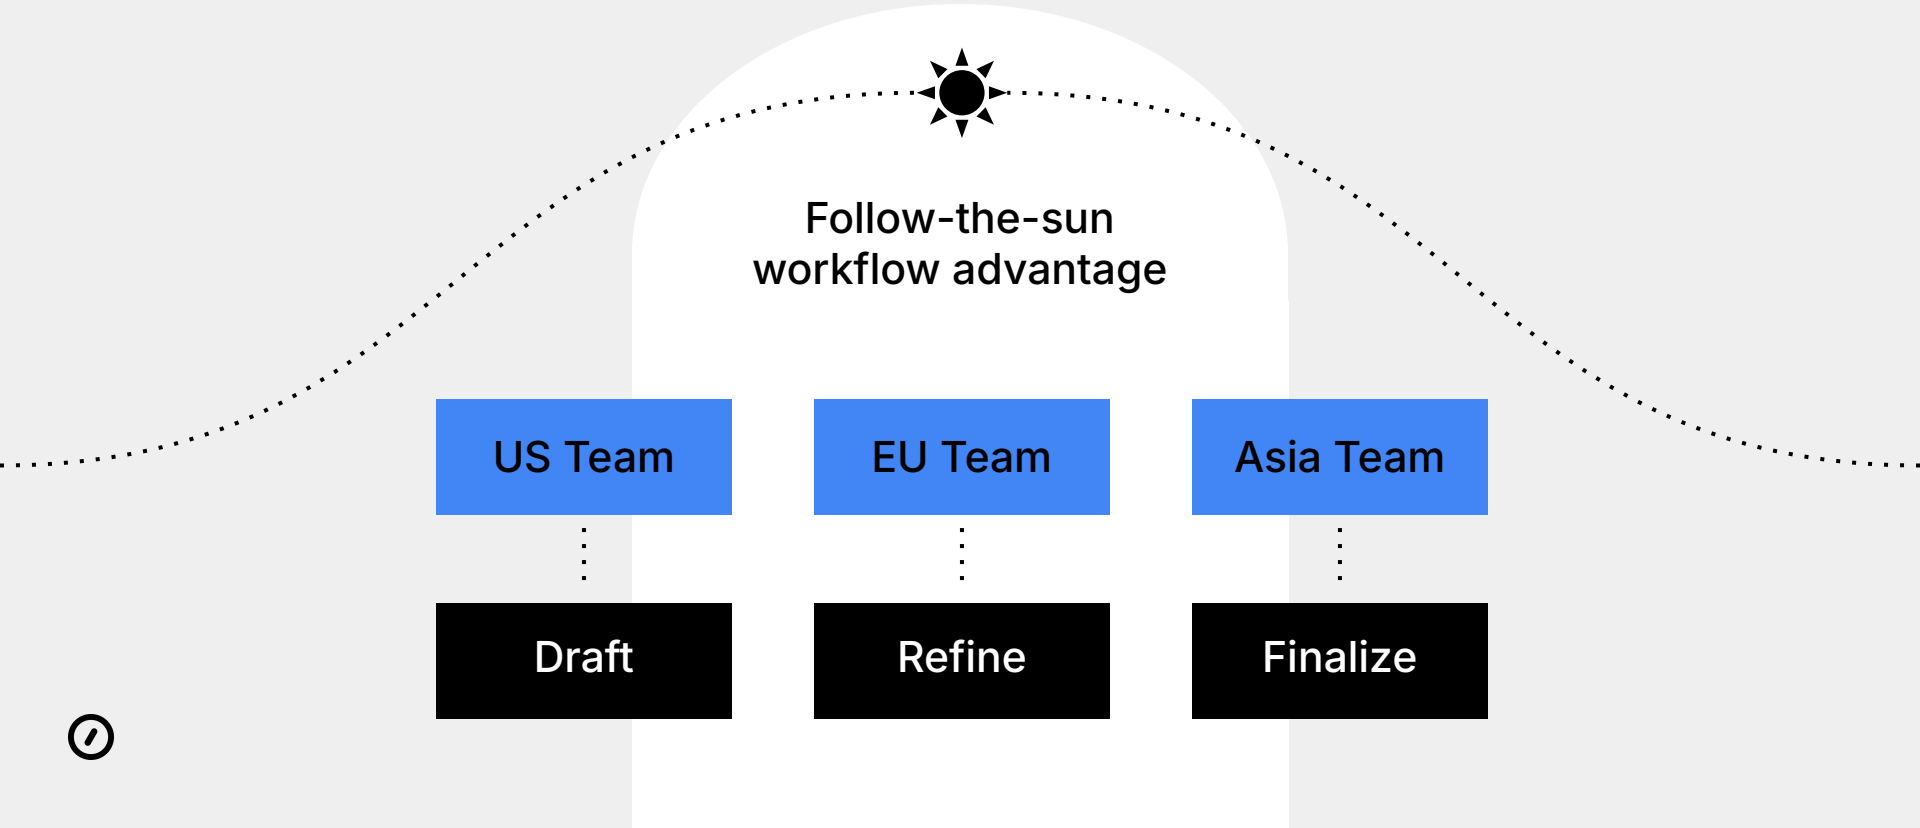 Follow-the-sun
workflow advantage
US Team
EU Team
Asia Team
Draft
Refine
Finalize